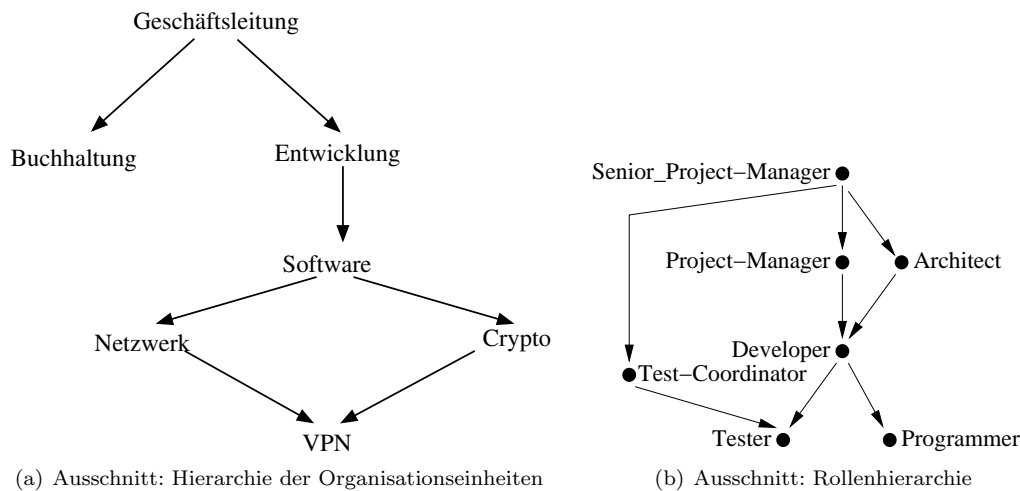 Geschäftsleitung
Buchhaltung
Entwicklung
Software
Netzwerk
Crypto
VPN
(a) Ausschnitt: Hierarchie der Organisationseinheiten
Senior_Project−Manager
Project−Manager
Architect
Developer
Test−Coordinator
Tester
Programmer
(b) Ausschnitt: Rollenhierarchie